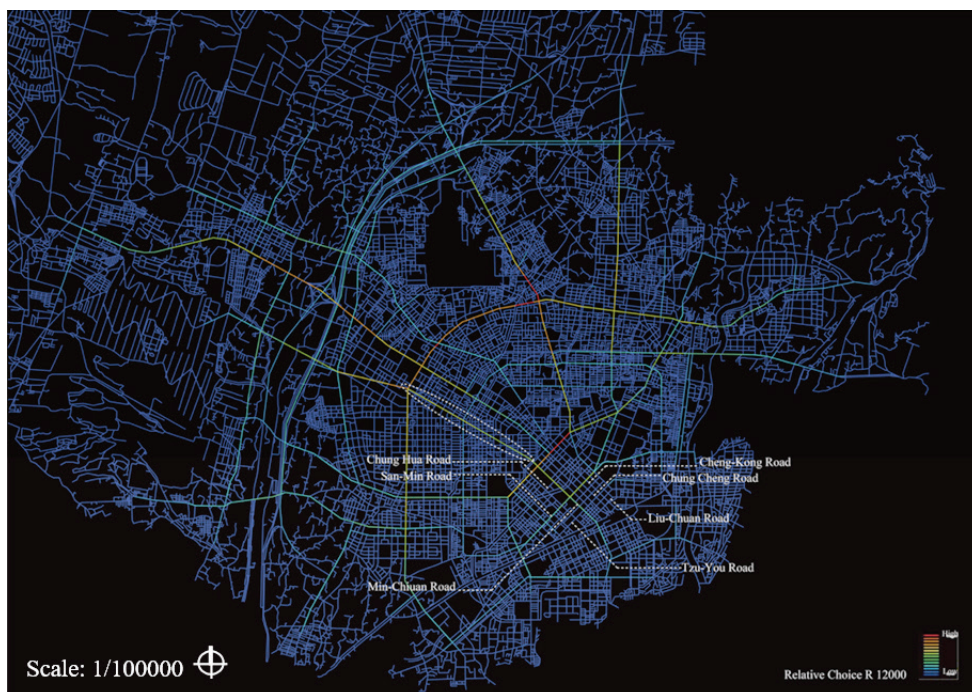 Chung Hua Road
San-Min Road
Cheng-Kong Road
Chung Cheng Road
Liu-Chuan Road
Tzu-You Road
Min-Chiuan Road
High
Low
Scale: 1/100000
Relative Choice R 12000